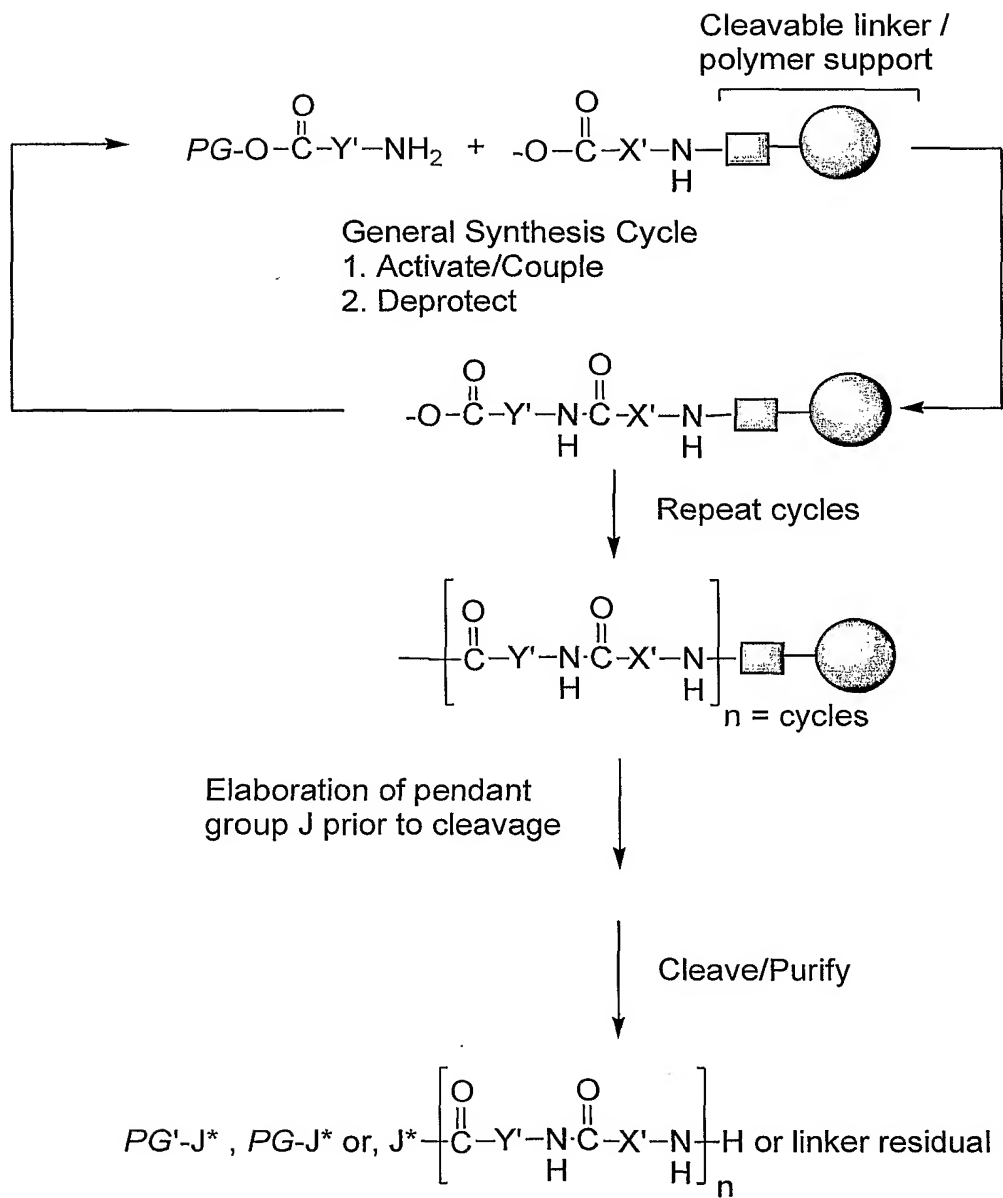 Cleavable linker /
polymer support
O O
PG-O-C-Y'-NH₂ + -O-C-X'-N
H
General Synthesis Cycle
1. Activate/Couple
2. Deprotect
O O
-O-C-Y'-N-C-X'-N
H H
Repeat cycles
O O
C-Y'-N-C-X'-N
H H
n = cycles
Elaboration of pendant
group J prior to cleavage
Cleave/Purify
O O
PG'-J* , PG-J* or, J*-[C-Y'-N-C-X'-N]-H or linker residual
H H n